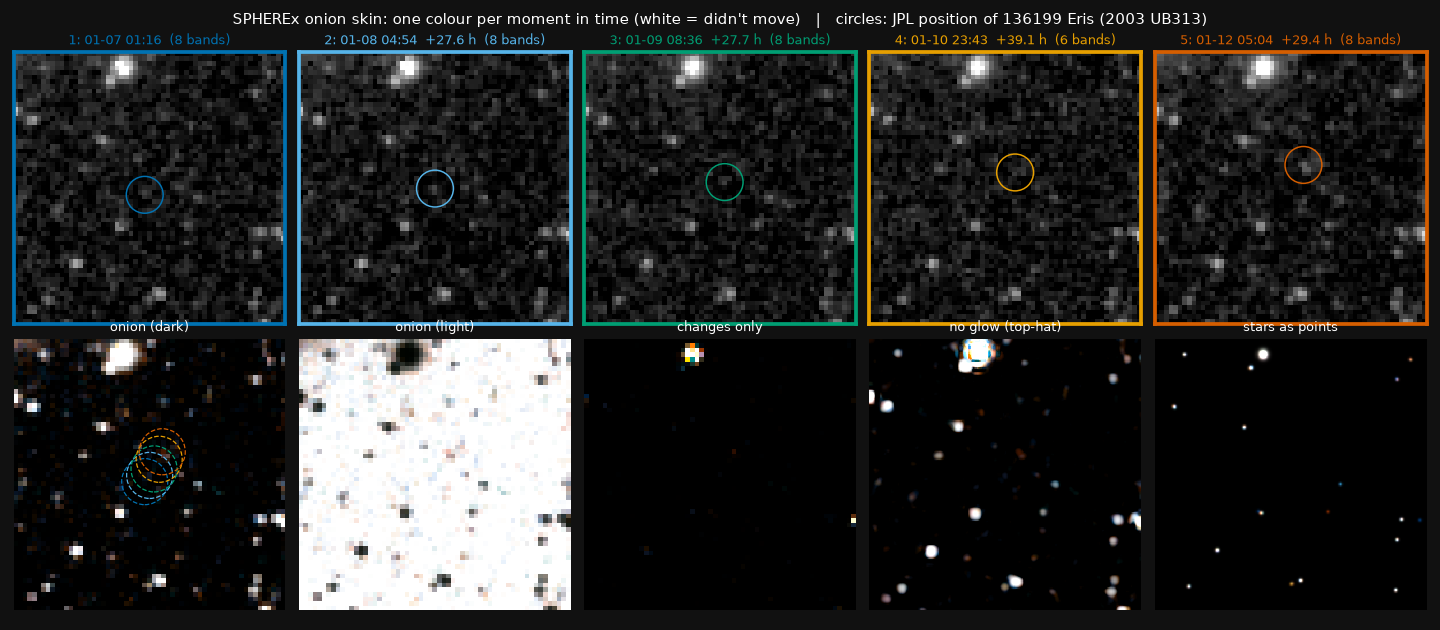 SPHEREx onion skin: one colour per moment in time (white = didn't move)   |   circles: JPL position of 136199 Eris (2003 UB313)
1: 01-07 01:16  (8 bands)
2: 01-08 04:54  +27.6 h  (8 bands)
3: 01-09 08:36  +27.7 h  (8 bands)
4: 01-10 23:43  +39.1 h  (6 bands)
5: 01-12 05:04  +29.4 h  (8 bands)
onion (dark)
onion (light)
changes only
no glow (top-hat)
stars as points